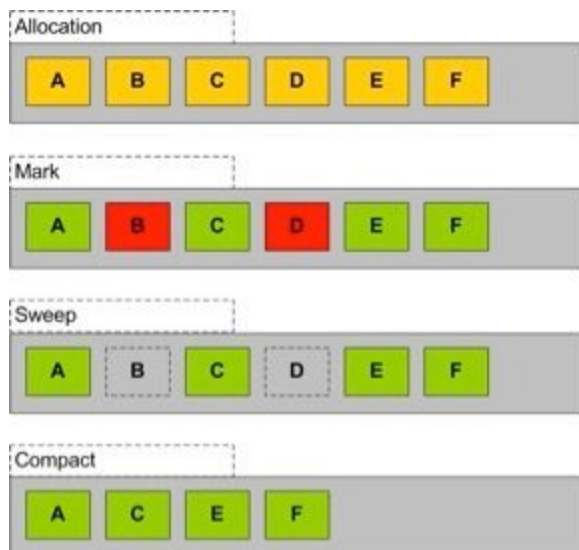 Allocation
A B C D E F
Mark
A B C D E F
Sweep
A B C D E F
Compact
A C E F